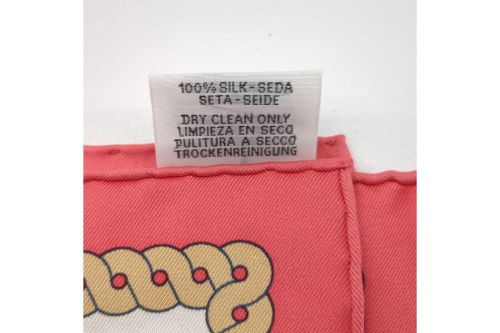 100% SILK - SEDA
SETA - SEIDE
DRY CLEAN ONLY
LIMPIEZA EN SECO
PULITURA A SECCO
TROCKENREINIGUNG